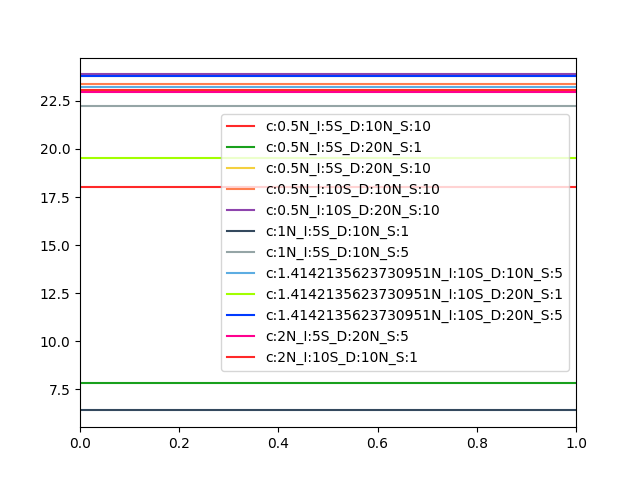 22.5
20.0
17.5
15.0
12.5
10.0
7.5
c:0.5N_I:5S_D:10N_S:10
c:0.5N_I:5S_D:20N_S:1
c:0.5N_I:5S_D:20N_S:10
c:0.5N_I:10S_D:10N_S:10
c:0.5N_I:10S_D:20N_S:10
c:1N_I:5S_D:10N_S:1
c:1N_I:5S_D:10N_S:5
c:1.4142135623730951N_I:10S_D:10N_S:5
c:1.4142135623730951N_I:10S_D:20N_S:1
c:1.4142135623730951N_I:10S_D:20N_S:5
c:2N_I:5S_D:20N_S:5
c:2N_I:10S_D:10N_S:1
0.0 0.2 0.4 0.6 0.8 1.0